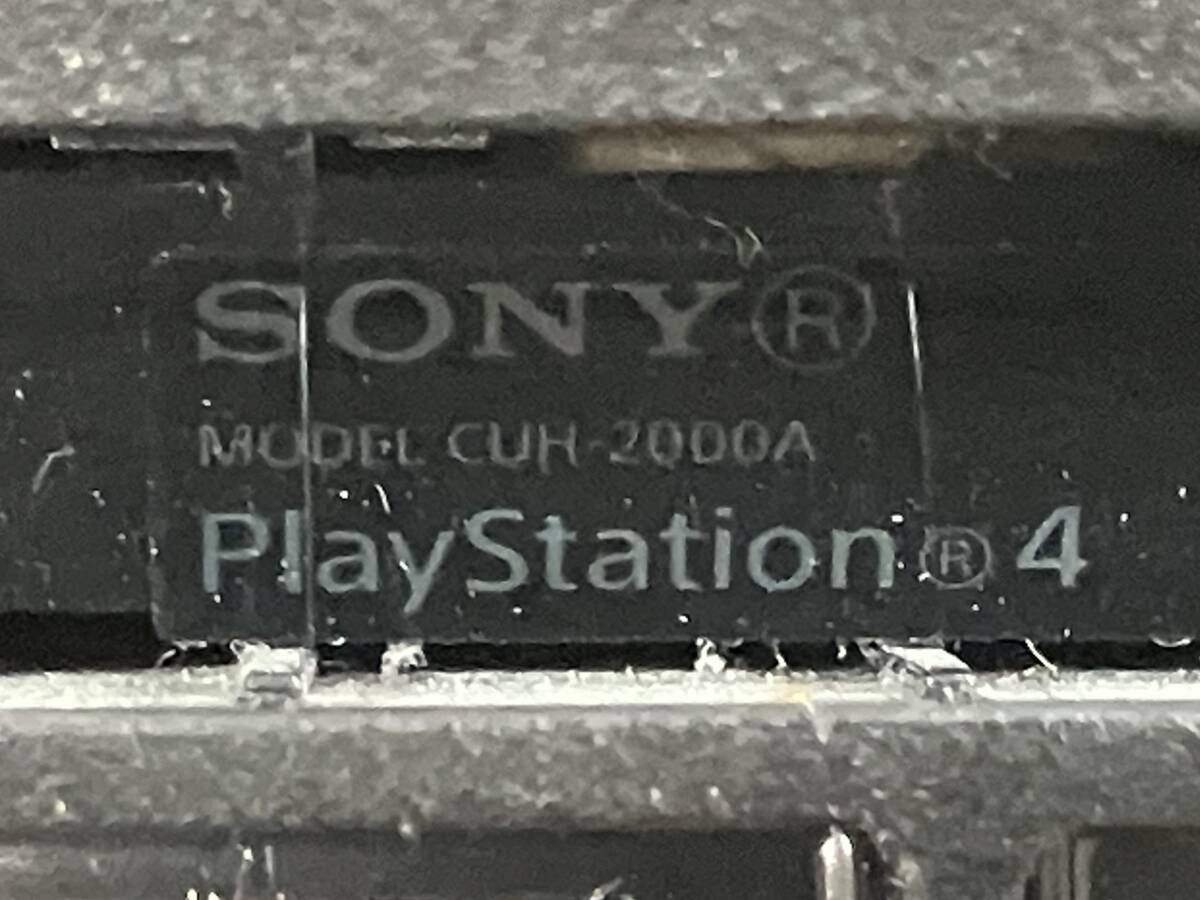 SONY®
MODEL CUH-2000A
PlayStation®4